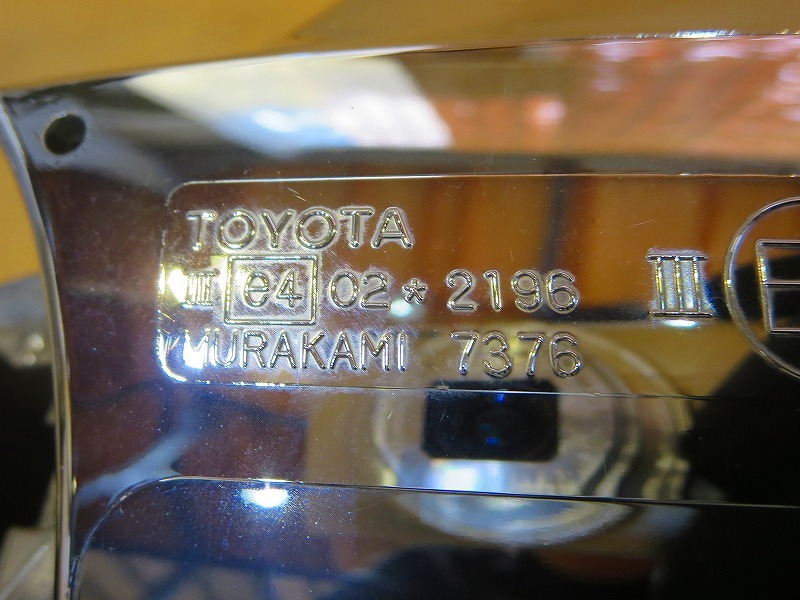 TOYOTA
III e4 02*2196 III E
MURAKAMI 7376